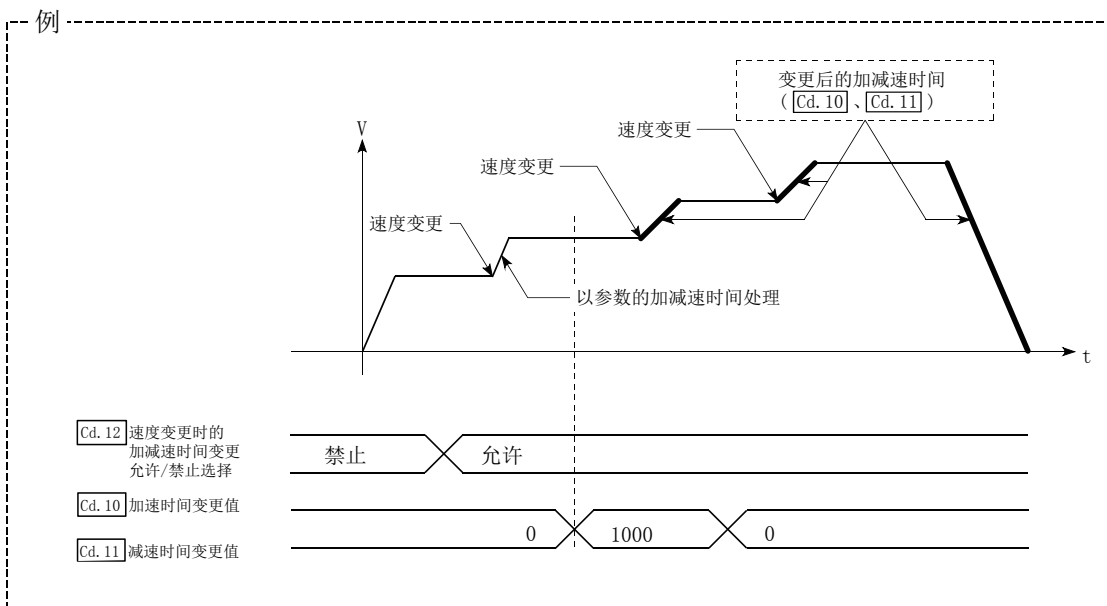 例
变更后的加减速时间
( Cd.10 、 Cd.11 )
V
速度变更
速度变更
速度变更
以参数的加减速时间处理
t
Cd.12 速度变更时的
加减速时间变更
允许/禁止选择
禁止
允许
Cd.10 加速时间变更值
0
1000
0
Cd.11 减速时间变更值